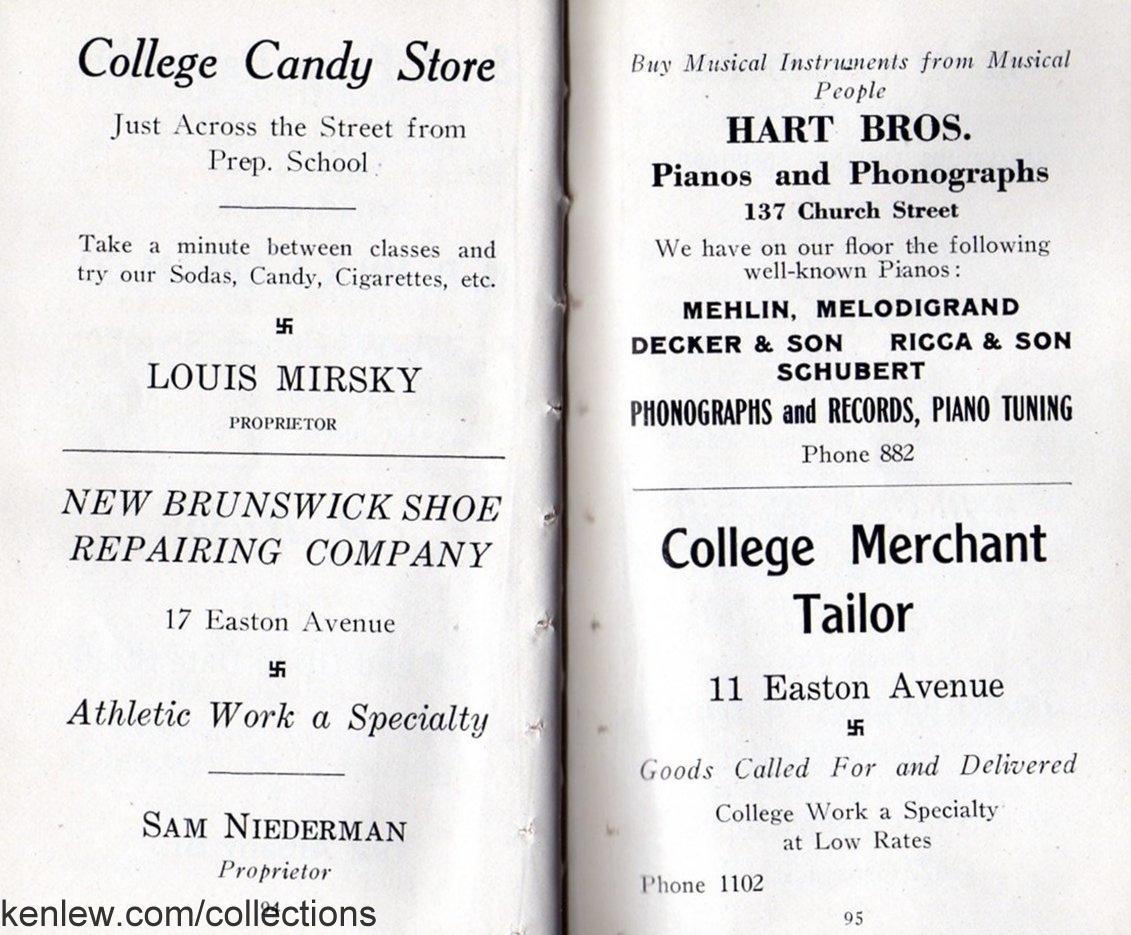 College Candy Store
Just Across the Street from
Prep. School
Take a minute between classes and
try our Sodas, Candy, Cigarettes, etc.
卐
LOUIS MIRSKY
PROPRIETOR
NEW BRUNSWICK SHOE
REPAIRING COMPANY
17 Easton Avenue
卐
Athletic Work a Specialty
SAM NIEDERMAN
Proprietor
94
Buy Musical Instruments from Musical
People
HART BROS.
Pianos and Phonographs
137 Church Street
We have on our floor the following
well-known Pianos:
MEHLIN, MELODIGRAND
DECKER & SON RICCA & SON
SCHUBERT
PHONOGRAPHS and RECORDS, PIANO TUNING
Phone 882
College Merchant
Tailor
11 Easton Avenue
卐
Goods Called For and Delivered
College Work a Specialty
at Low Rates
Phone 1102
95
kenlew.com/collections